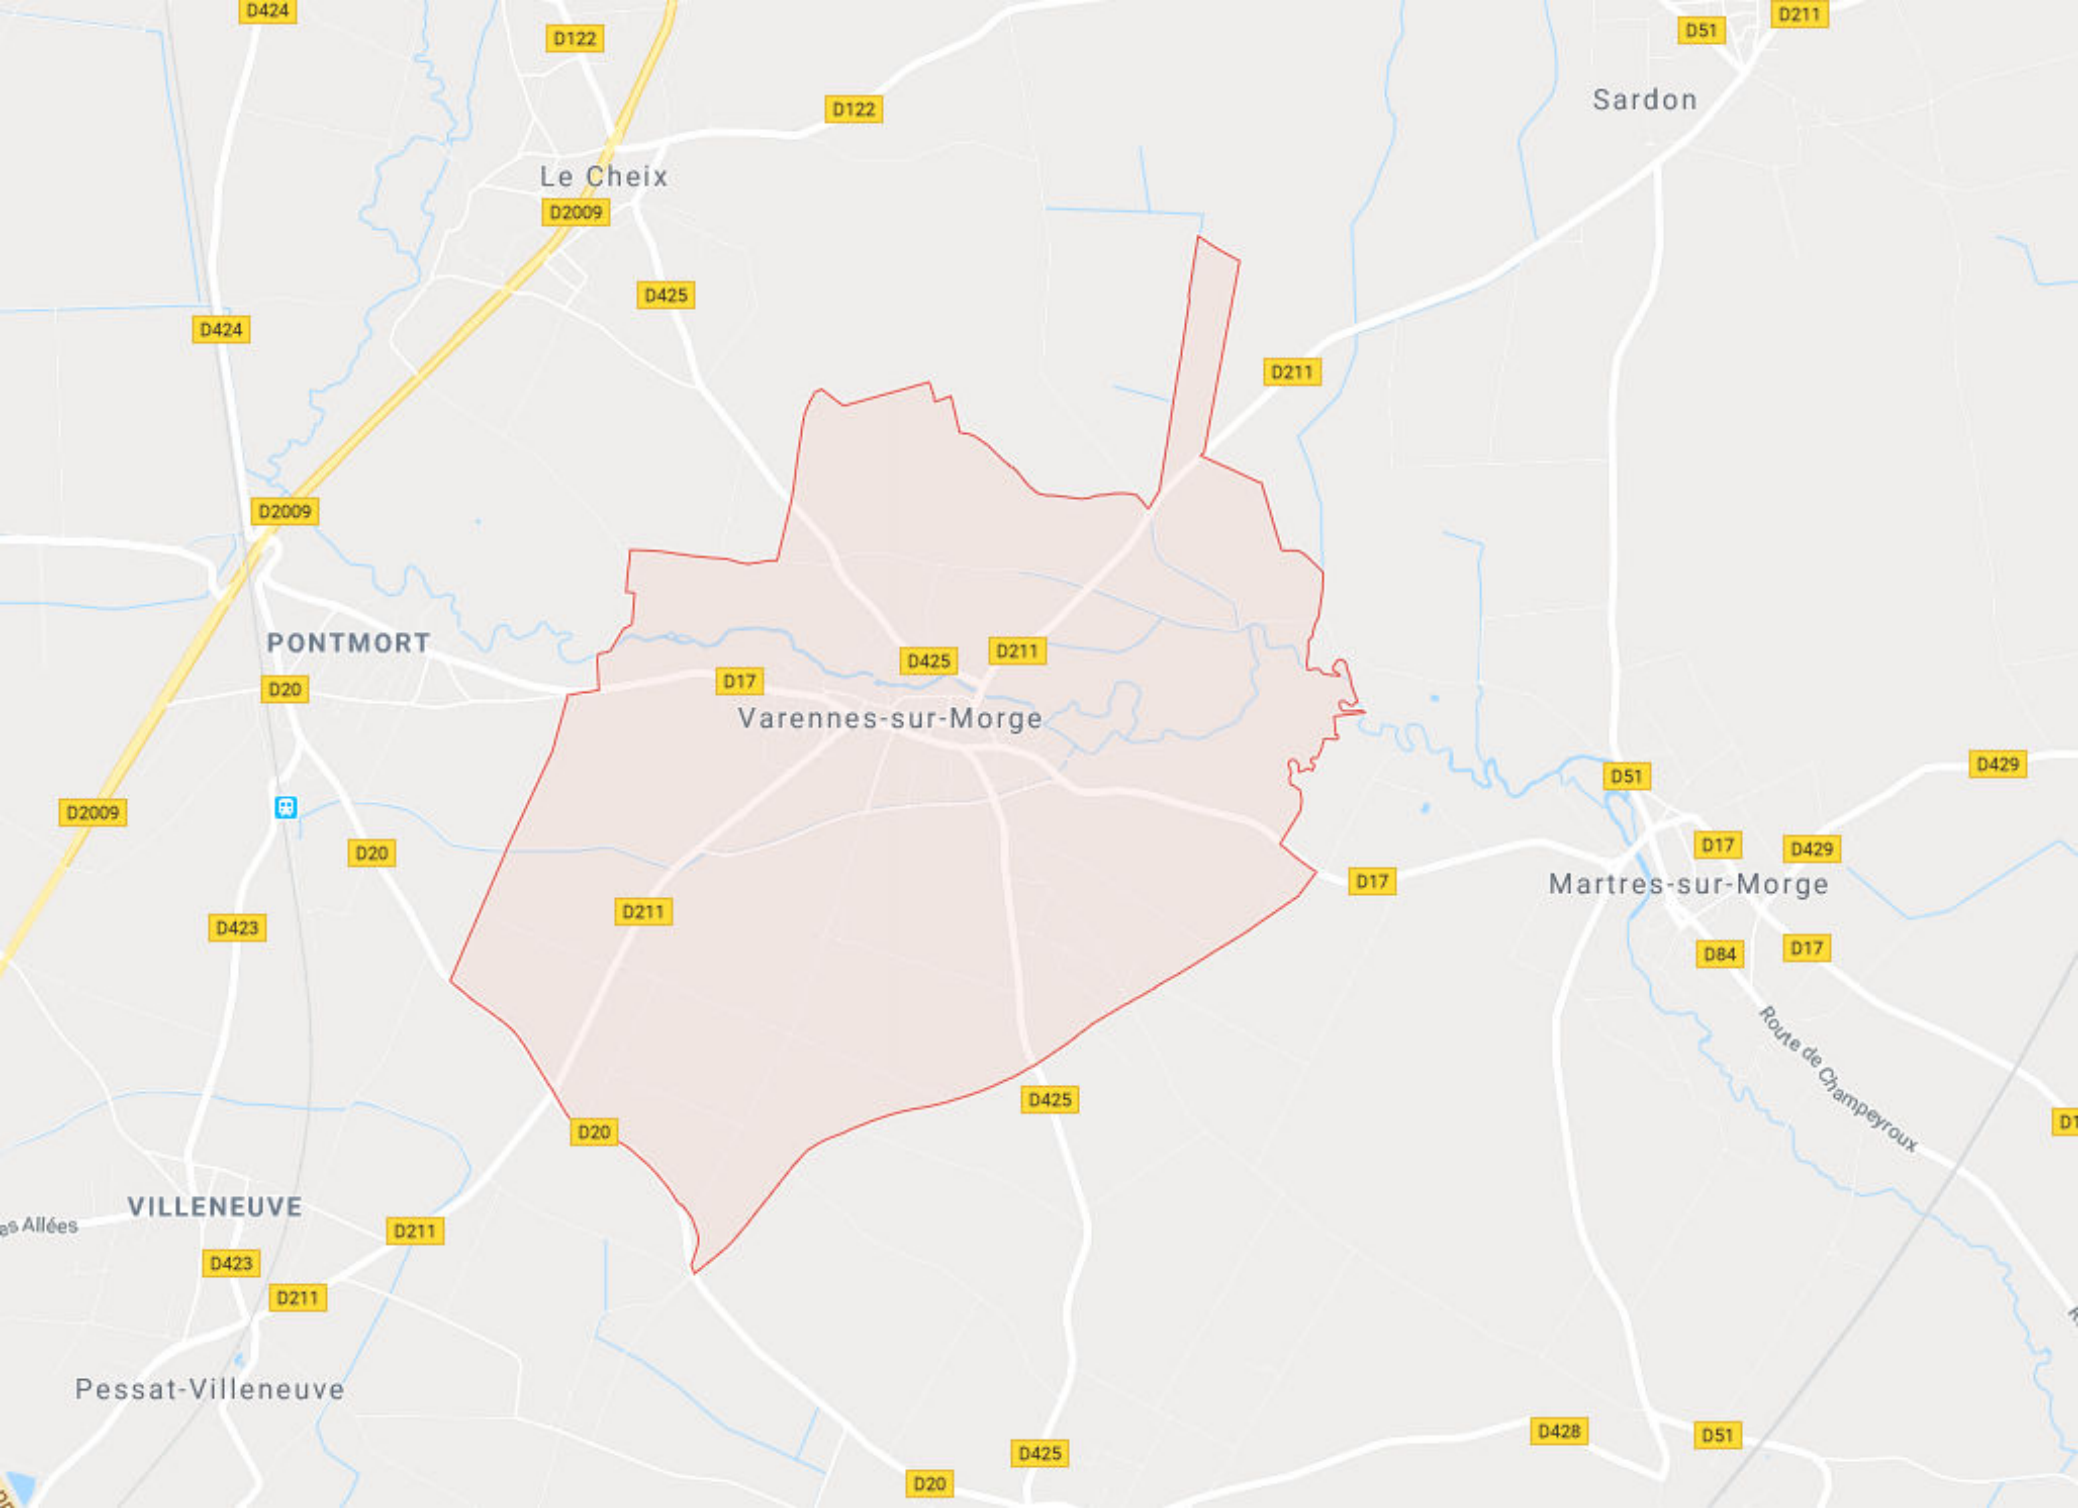 D424
D122
D51
D211
Sardon
D122
Le Cheix
D2009
D425
D424
D211
D2009
PONTMORT
D20
D425
D211
D17
Varennes-sur-Morge
D2009
D20
D51
D429
D17
D429
D17
Martres-sur-Morge
D211
D423
D84
D17
Route de Champeyroux
D425
D20
VILLENEUVE
as Allées
D211
D423
D211
Pessat-Villeneuve
D428
D51
D425
D20